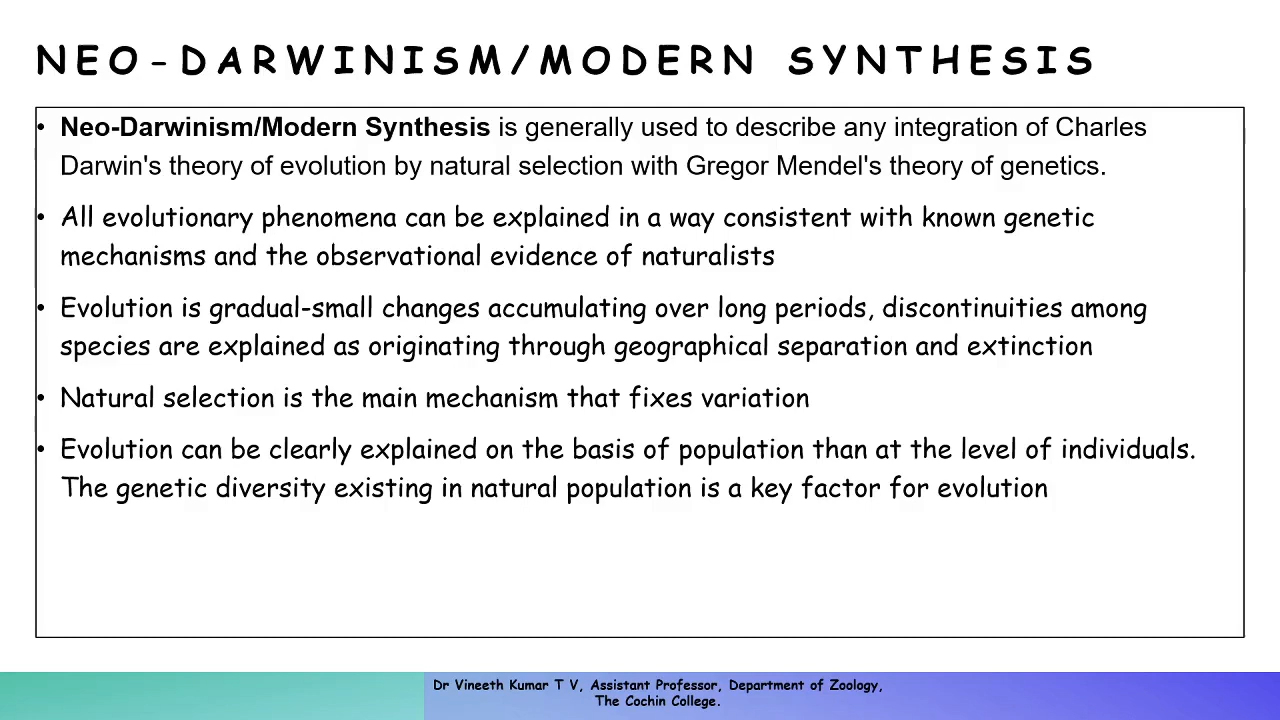 NEO-DARWINISM/MODERN SYNTHESIS
• Neo-Darwinism/Modern Synthesis is generally used to describe any integration of Charles
Darwin's theory of evolution by natural selection with Gregor Mendel's theory of genetics.
• All evolutionary phenomena can be explained in a way consistent with known genetic
mechanisms and the observational evidence of naturalists
• Evolution is gradual-small changes accumulating over long periods, discontinuities among
species are explained as originating through geographical separation and extinction
• Natural selection is the main mechanism that fixes variation
• Evolution can be clearly explained on the basis of population than at the level of individuals.
The genetic diversity existing in natural population is a key factor for evolution
Dr Vineeth Kumar T V, Assistant Professor, Department of Zoology,
The Cochin College.